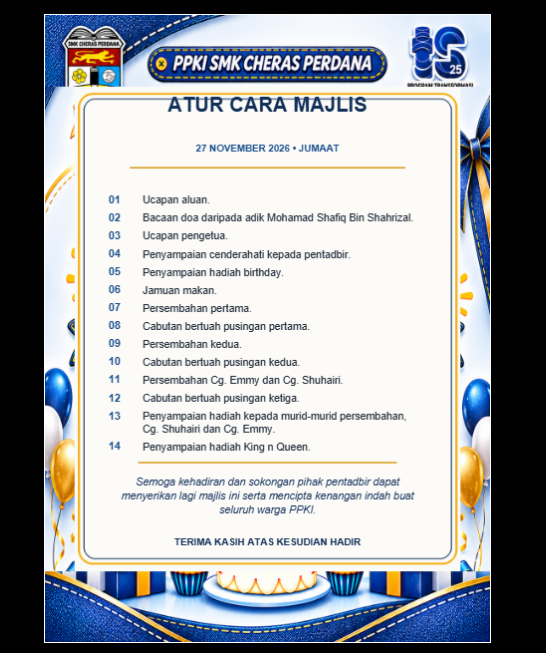 SMK CHERAS PERDANA
PPKI SMK CHERAS PERDANA
25
PROGRAM TRANSFORMASI
ATUR CARA MAJLIS
27 NOVEMBER 2026 • JUMAAT
01 Ucapan aluan.
02 Bacaan doa daripada adik Mohamad Shafiq Bin Shahrizal.
03 Ucapan pengetua.
04 Penyampaian cenderahati kepada pentadbir.
05 Penyampaian hadiah birthday.
06 Jamuan makan.
07 Persembahan pertama.
08 Cabutan bertuah pusingan pertama.
09 Persembahan kedua.
10 Cabutan bertuah pusingan kedua.
11 Persembahan Cg. Emmy dan Cg. Shuhairi.
12 Cabutan bertuah pusingan ketiga.
13 Penyampaian hadiah kepada murid-murid persembahan,
Cg. Shuhairi dan Cg. Emmy.
14 Penyampaian hadiah King n Queen.
Semoga kehadiran dan sokongan pihak pentadbir dapat
menyerikan lagi majlis ini serta mencipta kenangan indah buat
seluruh warga PPKI.
TERIMA KASIH ATAS KESUDIAN HADIR